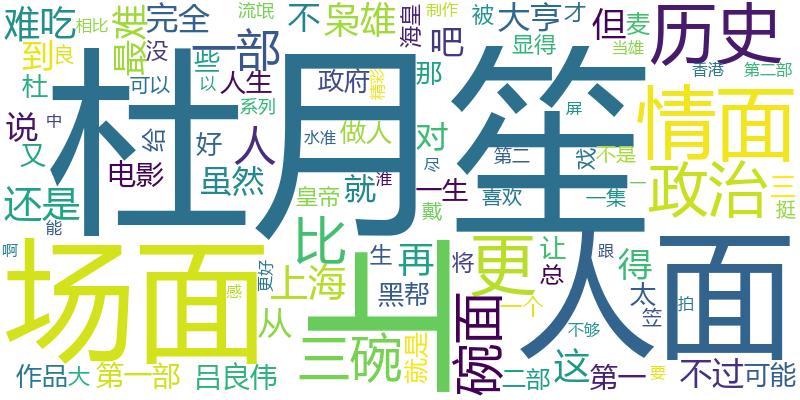 难吃
最难
完全
一部
流氓
相比
制作
不
枭雄
海皇
被
大亨
才
但
麦
历史
到
良
没
些
人生
政府
精彩
吧
那
显得
当雄
香港
第二部
杜
可以
以
系列
杜月笙
情面
说
中
给
好
人
水准
做人
对
第二
戏
屏
不是
又
电影
虽然
皇帝
就
淮
尽
一生
喜欢
一集
一
政治
三
挺
还是
能
戴
啊
场面
感
更好
上海
比
上
生
再
更
将
让
总
得
人面
跟
太
笠
拍
从
黑帮
三碗
就是
碗面
一个
这
不够
作品
大
第一部
吕良伟
二部
第一
要
不过
可能